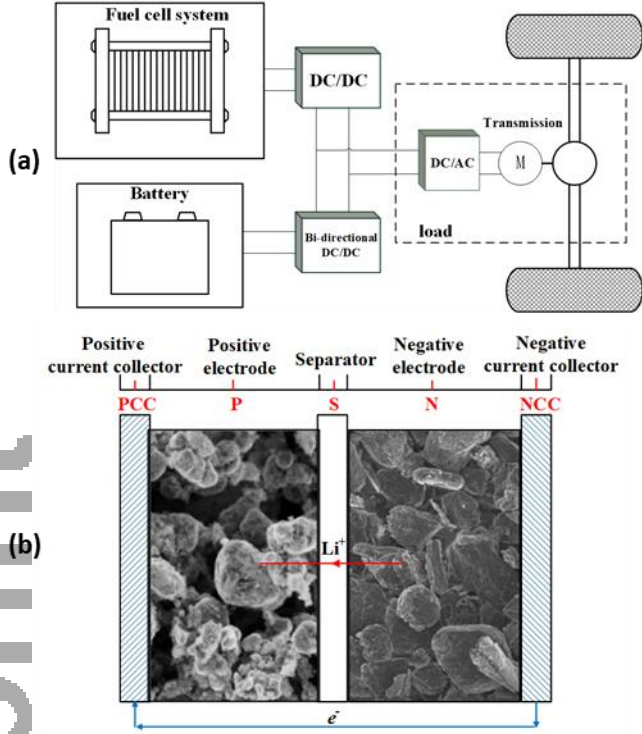 Fuel cell system
DC/DC
(a)
Transmission
DC/AC
M
Battery
Bi-directional
DC/DC
load
Positive
current collector
Positive
electrode
Separator
Negative
electrode
Negative
current collector
PCC
P
S
N
NCC
(b)
Li+
e-